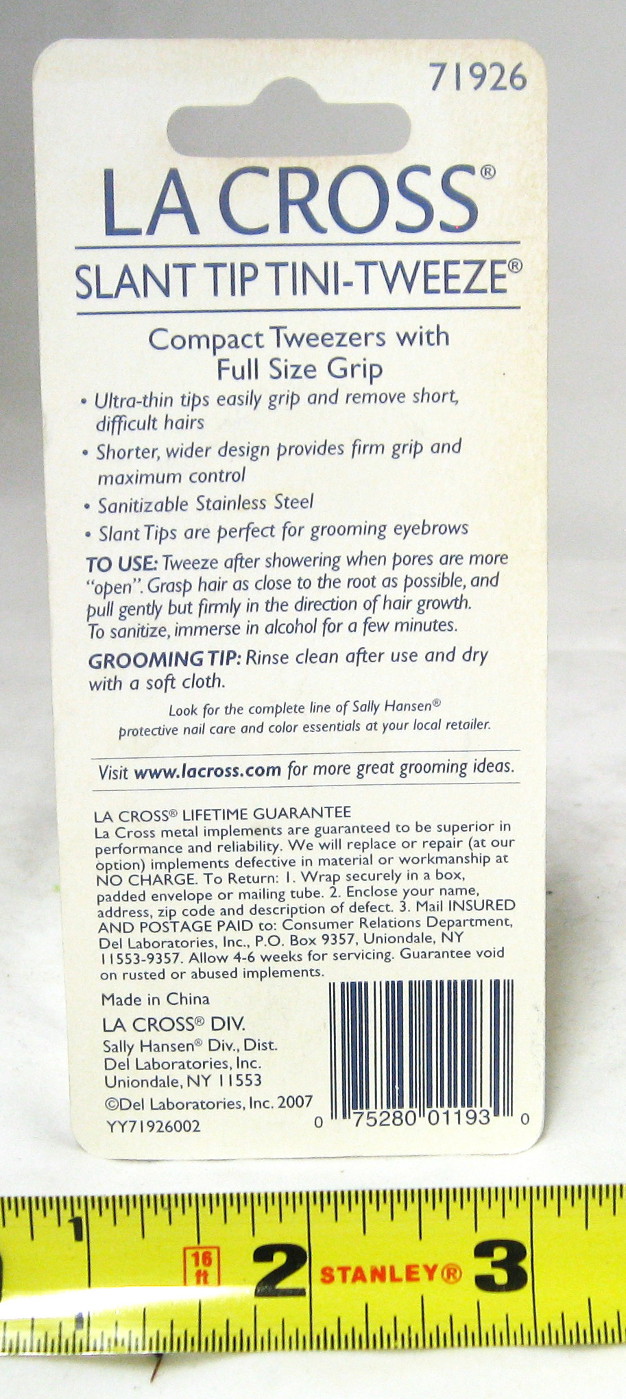 71926
LA CROSS®
SLANT TIP TINI-TWEEZE®
Compact Tweezers with
Full Size Grip
• Ultra-thin tips easily grip and remove short,
difficult hairs
• Shorter, wider design provides firm grip and
maximum control
• Sanitizable Stainless Steel
• Slant Tips are perfect for grooming eyebrows
TO USE: Tweeze after showering when pores are more
"open". Grasp hair as close to the root as possible, and
pull gently but firmly in the direction of hair growth.
To sanitize, immerse in alcohol for a few minutes.
GROOMING TIP: Rinse clean after use and dry
with a soft cloth.
Look for the complete line of Sally Hansen®
protective nail care and color essentials at your local retailer.
Visit www.lacross.com for more great grooming ideas.
LA CROSS® LIFETIME GUARANTEE
La Cross metal implements are guaranteed to be superior in
performance and reliability. We will replace or repair (at our
option) implements defective in material or workmanship at
NO CHARGE. To Return: 1. Wrap securely in a box,
padded envelope or mailing tube. 2. Enclose your name,
address, zip code and description of defect. 3. Mail INSURED
AND POSTAGE PAID to: Consumer Relations Department,
Del Laboratories, Inc., P.O. Box 9357, Uniondale, NY
11553-9357. Allow 4-6 weeks for servicing. Guarantee void
on rusted or abused implements.
Made in China
LA CROSS® DIV.
Sally Hansen® Div., Dist.
Del Laboratories, Inc.
Uniondale, NY 11553
©Del Laboratories, Inc. 2007
YY71926002
0 75280 01193 0
1 16 ft 2 STANLEY® 3
1